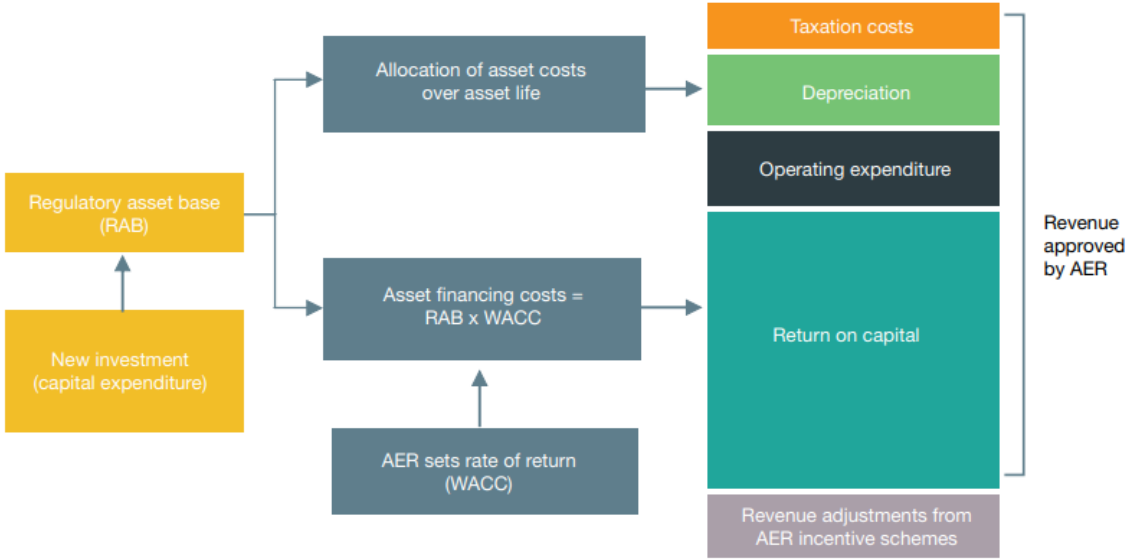 Taxation costs
Allocation of asset costs
over asset life
Depreciation
Operating expenditure
Regulatory asset base
(RAB)
Revenue
approved
by AER
Asset financing costs =
RAB x WACC
Return on capital
New investment
(capital expenditure)
AER sets rate of return
(WACC)
Revenue adjustments from
AER incentive schemes